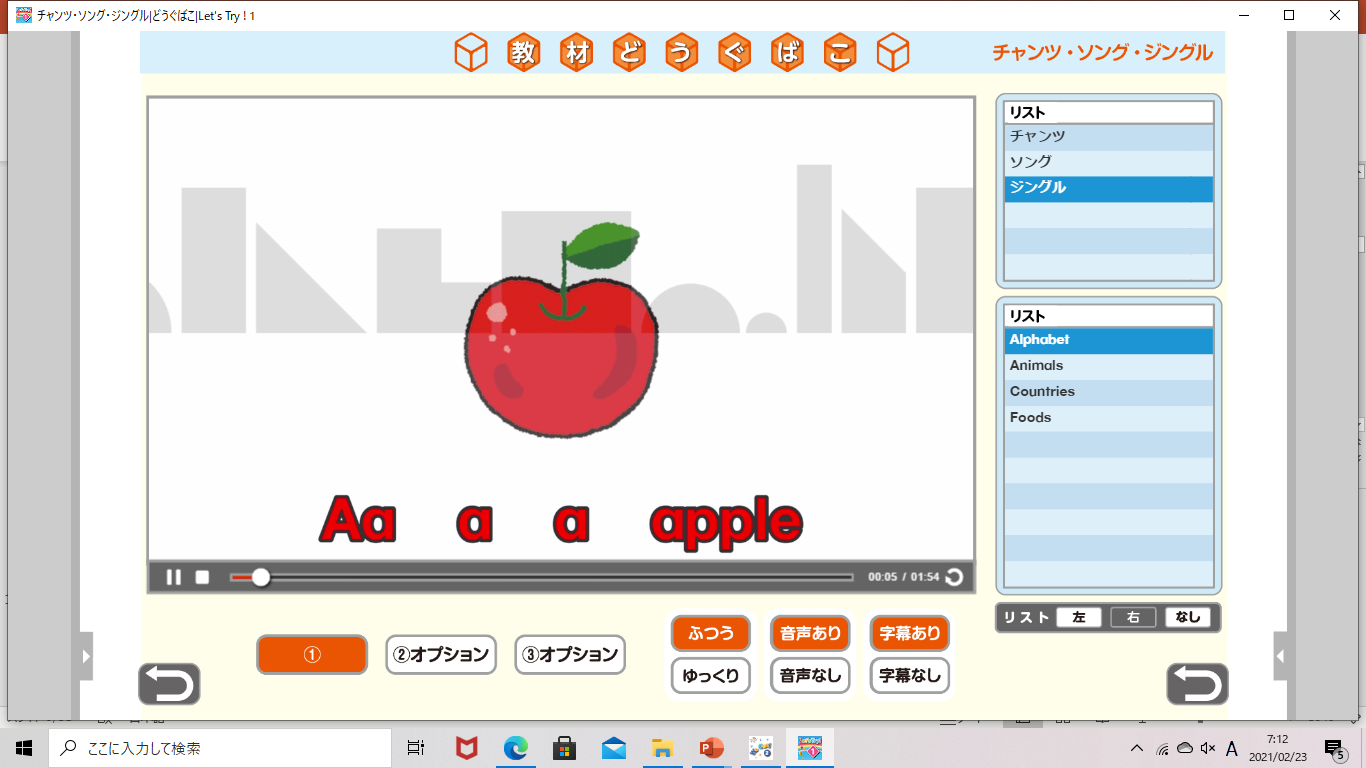 チャンツ・ソング・ジングル|どうぐばこ|Let's Try ! 1
教材どうぐばこ
チャンツ・ソング・ジングル
リスト
チャンツ
ソング
ジングル
リスト
Alphabet
Animals
Countries
Foods
Aa a a apple
00:05 / 01:54
リスト 左 右 なし
① ②オプション ③オプション
ふつう 音声あり 字幕あり
ゆっくり 音声なし 字幕なし
ここに入力して検索
A
7:12
2021/02/23
5